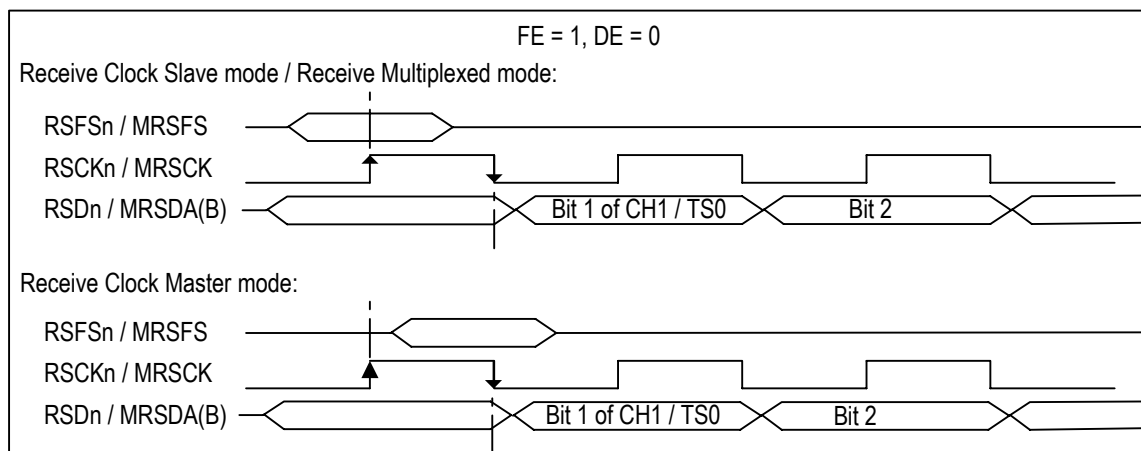 FE = 1, DE = 0
Receive Clock Slave mode / Receive Multiplexed mode:
RSFSn / MRSFS
RSCKn / MRSCK
RSDn / MRSDA(B)
Bit 1 of CH1 / TS0
Bit 2
Receive Clock Master mode:
RSFSn / MRSFS
RSCKn / MRSCK
RSDn / MRSDA(B)
Bit 1 of CH1 / TS0
Bit 2